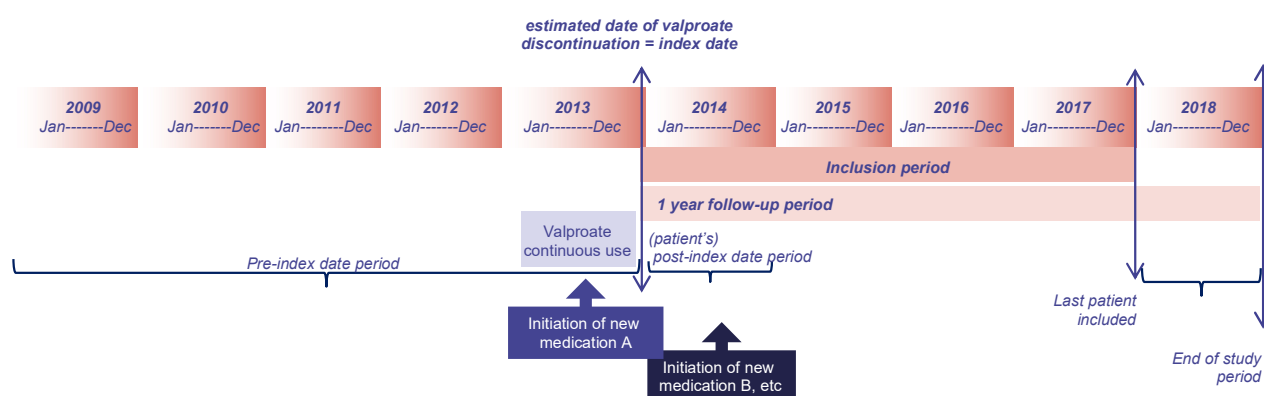 estimated date of valproate
discontinuation = index date
2009
Jan-------Dec
2010
Jan-------Dec
2011
Jan--------Dec
2012
Jan--------Dec
2013
Jan--------Dec
2014
Jan---------Dec
2015
Jan---------Dec
2016
Jan---------Dec
2017
Jan---------Dec
2018
Jan---------Dec
Inclusion period
1 year follow-up period
Valproate
continuous use
(patient's)
post-index date period
Pre-index date period
Initiation of new
medication A
Initiation of new
medication B, etc
Last patient
included
End of study
period